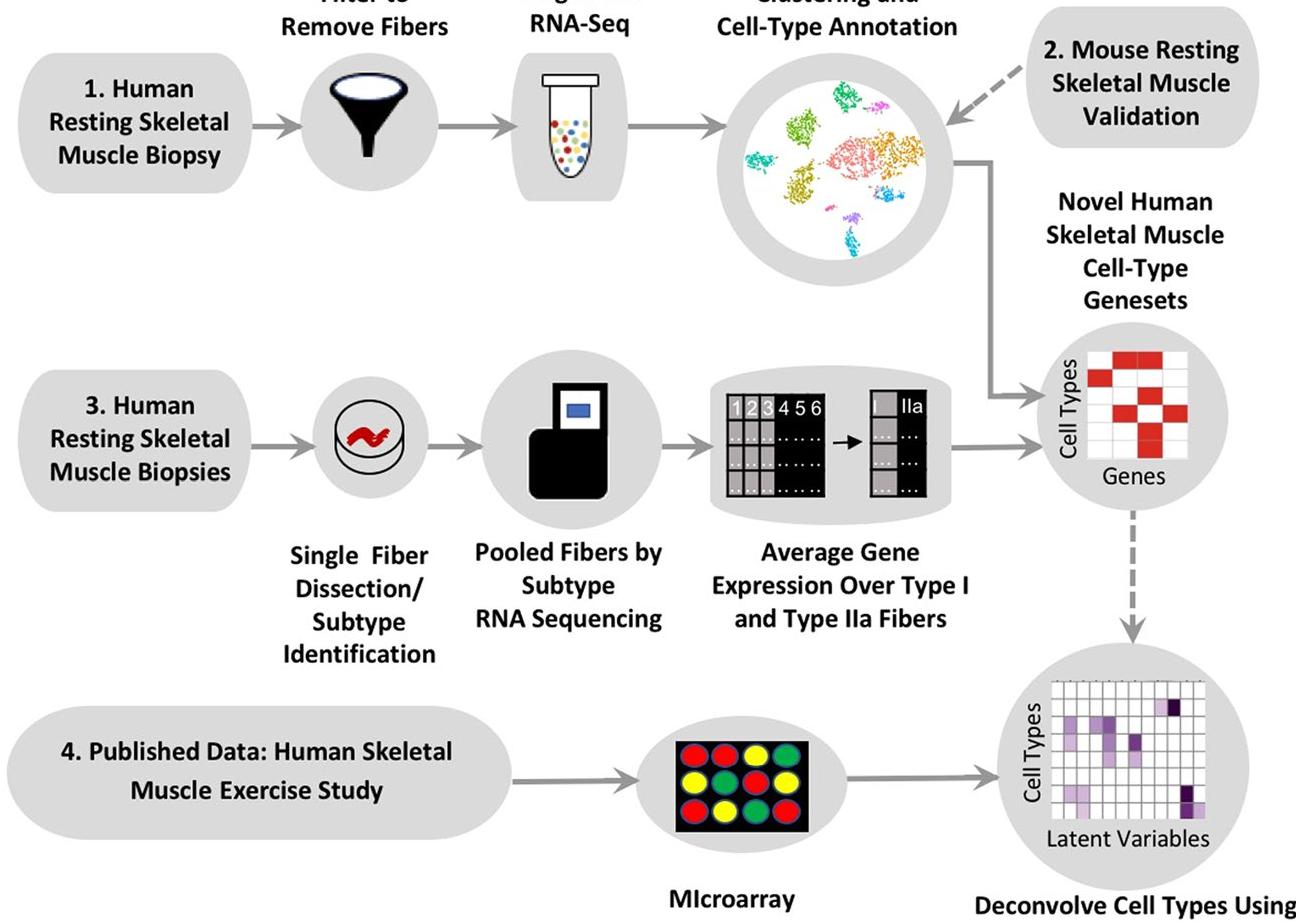 Remove Fibers
RNA-Seq
Clustering and
Cell-Type Annotation
1. Human
Resting Skeletal
Muscle Biopsy
2. Mouse Resting
Skeletal Muscle
Validation
Novel Human
Skeletal Muscle
Cell-Type
Genesets
Cell Types
Genes
3. Human
Resting Skeletal
Muscle Biopsies
1 2 3 4 5 6
I IIa
Single Fiber
Dissection/
Subtype
Identification
Pooled Fibers by
Subtype
RNA Sequencing
Average Gene
Expression Over Type I
and Type IIa Fibers
4. Published Data: Human Skeletal
Muscle Exercise Study
MIcroarray
Cell Types
Latent Variables
Deconvolve Cell Types Using